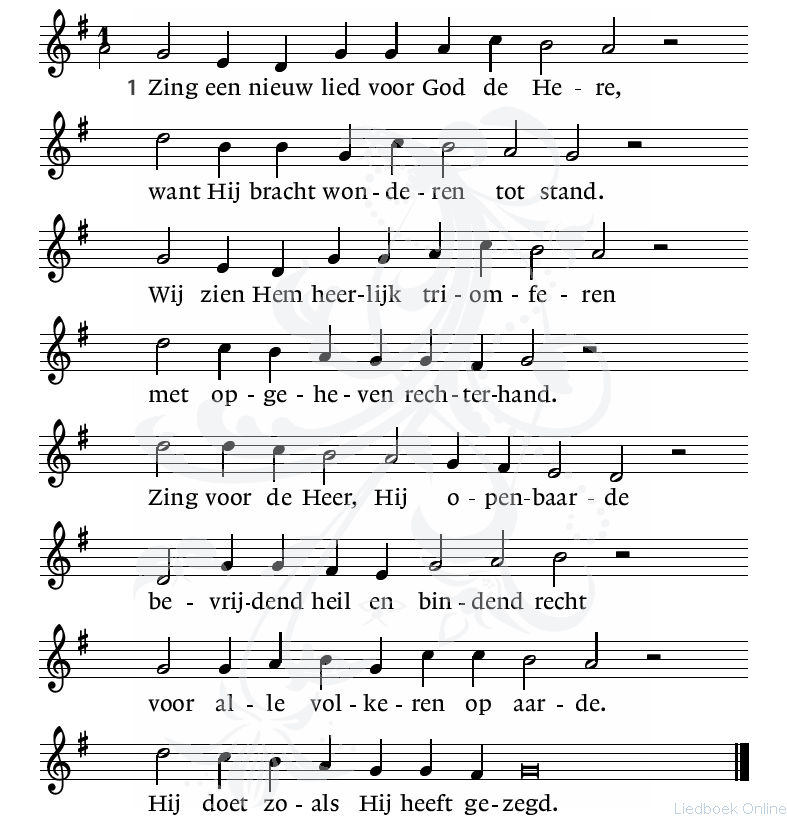 1
1 Zing een nieuw lied voor God de He - re,
want Hij bracht won - de - ren tot stand.
Wij zien Hem heer-lijk tri - om - fe - ren
met op - ge - he - ven rech - ter-hand.
Zing voor de Heer, Hij o - pen-baar - de
be - vrij-dend heil en bin - dend recht
voor al - le vol - ke - ren op aar - de.
Hij doet zo - als Hij heeft ge-zegd.
Liedboek Online